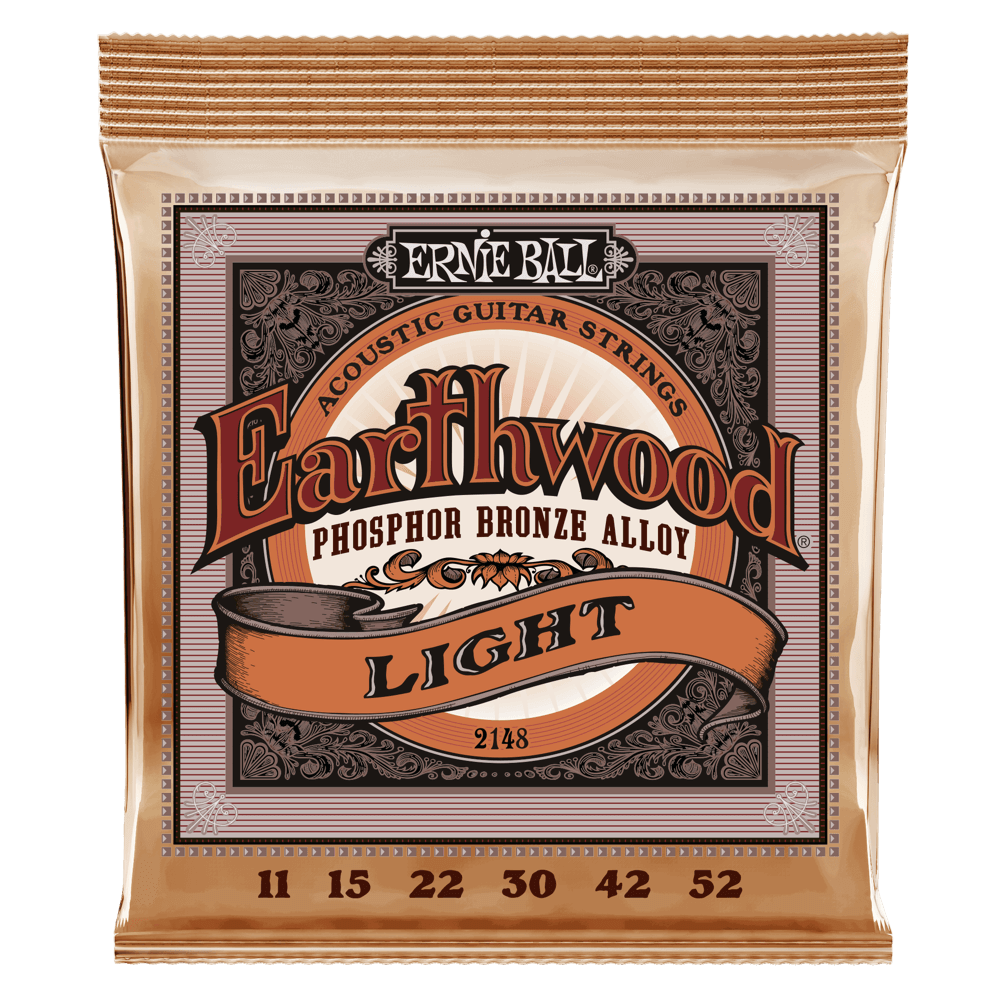 ERNIE BALL®
ACOUSTIC GUITAR STRINGS
Earthwood®
PHOSPHOR BRONZE ALLOY
LIGHT
2148
11 15 22 30 42 52